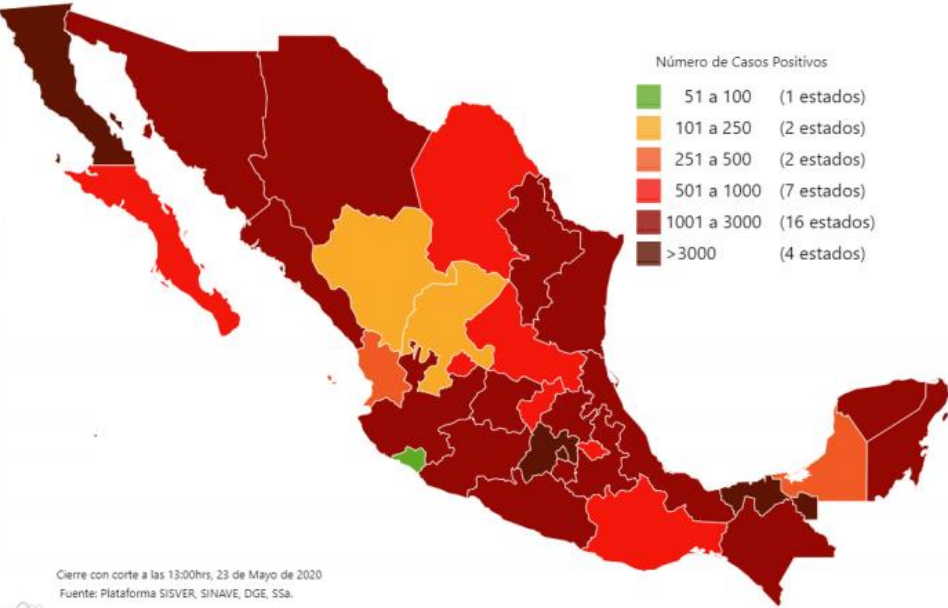 Número de Casos Positivos
51 a 100 (1 estados)
101 a 250 (2 estados)
251 a 500 (2 estados)
501 a 1000 (7 estados)
1001 a 3000 (16 estados)
>3000 (4 estados)
Cierre con corte a las 13:00hrs, 23 de Mayo de 2020
Fuente: Plataforma SISVER, SINAVE, DGE, SSa.